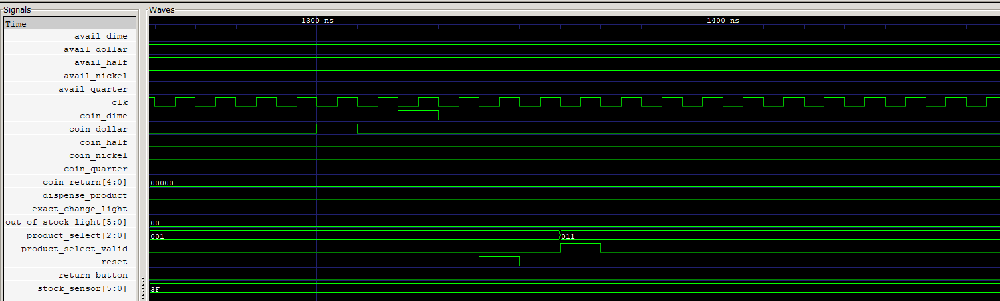 Signals
Waves
Time
1300 ns
1400 ns
avail_dime
avail_dollar
avail_half
avail_nickel
avail_quarter
clk
coin_dime
coin_dollar
coin_half
coin_nickel
coin_quarter
coin_return[4:0]
00000
dispense_product
exact_change_light
out_of_stock_light[5:0]
00
product_select[2:0]
001
011
product_select_valid
reset
return_button
stock_sensor[5:0]
3F